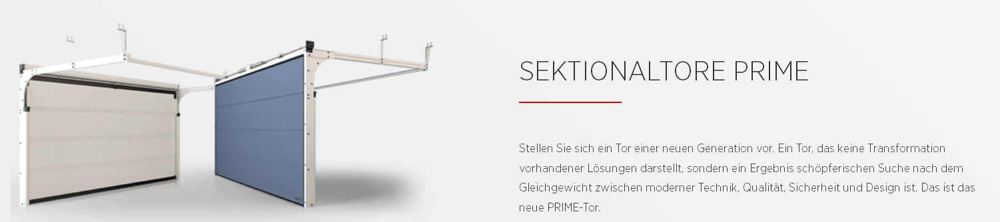 SEKTIONALTORE PRIME
Stellen Sie sich ein Tor einer neuen Generation vor. Ein Tor, das keine Transformation
vorhandener Lösungen darstellt, sondern ein Ergebnis schöpferischen Suche nach dem
Gleichgewicht zwischen moderner Technik, Qualität, Sicherheit und Design ist. Das ist das
neue PRIME-Tor.